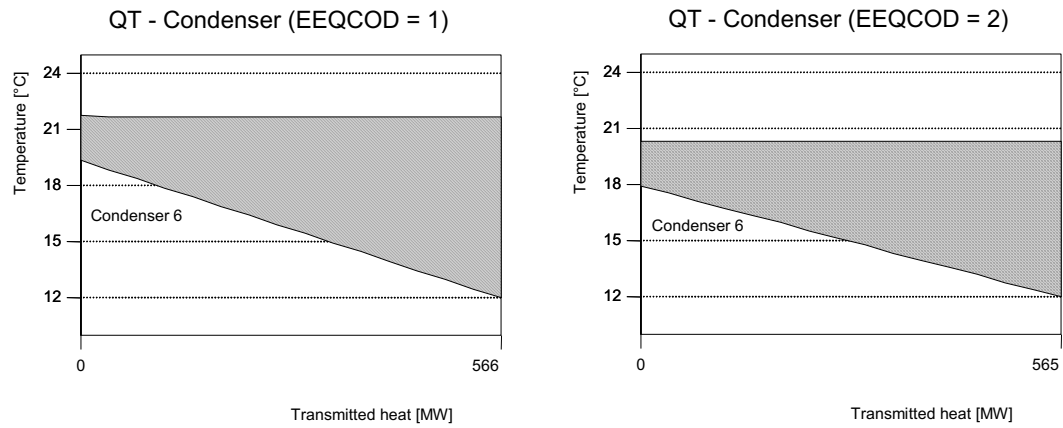 QT - Condenser (EEQCOD = 1)
Temperature [°C]
24
21
18
15
12
Condenser 6
0
566
Transmitted heat [MW]
QT - Condenser (EEQCOD = 2)
Temperature [°C]
24
21
18
15
12
Condenser 6
0
565
Transmitted heat [MW]